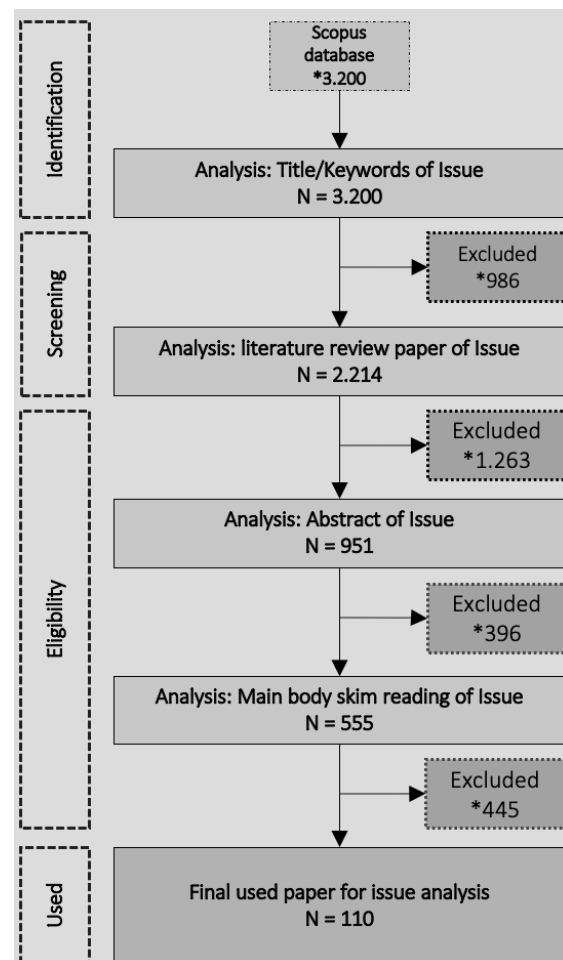 Identification
Scopus
database
*3.200
Analysis: Title/Keywords of Issue
N = 3.200
Screening
Excluded
*986
Analysis: literature review paper of Issue
N = 2.214
Eligibility
Excluded
*1.263
Analysis: Abstract of Issue
N = 951
Excluded
*396
Analysis: Main body skim reading of Issue
N = 555
Excluded
*445
Used
Final used paper for issue analysis
N = 110